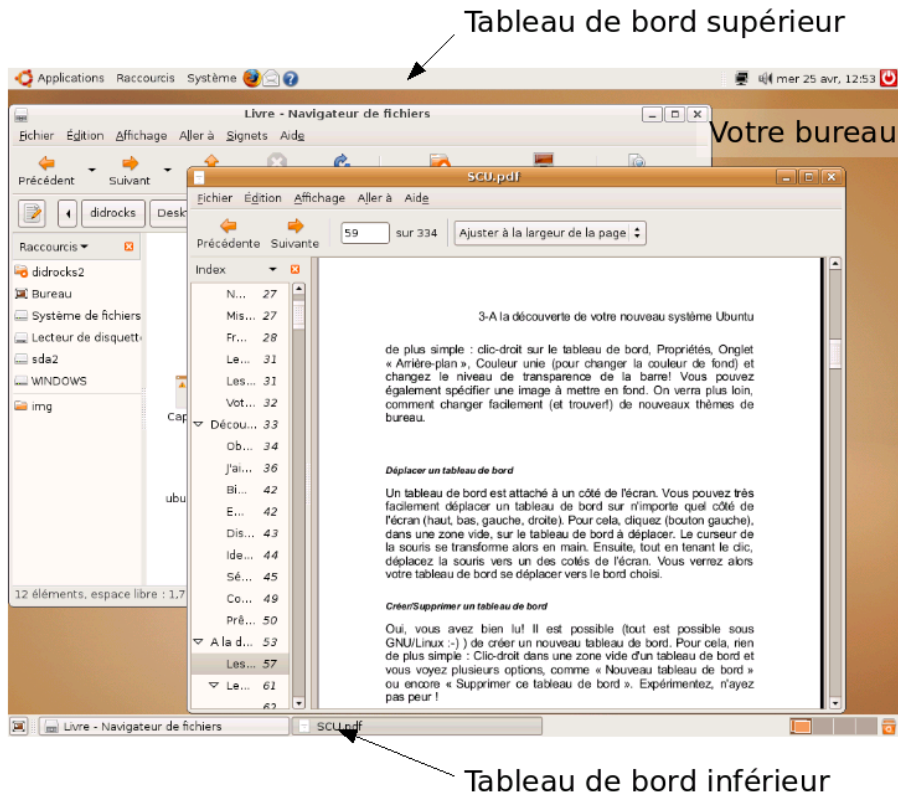 Tableau de bord supérieur
Applications Raccourcis Système
mer 25 avr, 12:53
Livre - Navigateur de fichiers
Fichier Édition Affichage Aller à Signets Aide
Votre bureau
Précédent Suivant
SCU.pdf
Fichier Édition Affichage Aller à Aide
didrocks Desk
Précédente Suivante 59 sur 334 Ajuster à la largeur de la page
Raccourcis
didrocks2
Bureau
Système de fichiers
Lecteur de disquett
sda2
WINDOWS
img
Cap
ubu
12 éléments, espace libre : 1,7
Index
N... 27
Mis... 27
Fr... 28
Le... 31
Les... 31
Vot... 32
Décou... 33
Ob... 34
J'ai... 36
Bi... 42
E... 42
Dis... 43
Ide... 44
Sé... 45
Co... 49
Prê... 50
A la d... 53
Les... 57
Le... 61
62
3-A la découverte de votre nouveau système Ubuntu
de plus simple : clic-droit sur le tableau de bord, Propriétés, Onglet
« Arrière-plan », Couleur unie (pour changer la couleur de fond) et
changez le niveau de transparence de la barre! Vous pouvez
également spécifier une image à mettre en fond. On verra plus loin,
comment changer facilement (et trouver!) de nouveaux thèmes de
bureau.
Déplacer un tableau de bord
Un tableau de bord est attaché à un côté de l'écran. Vous pouvez très
facilement déplacer un tableau de bord sur n'importe quel côté de
l'écran (haut, bas, gauche, droite). Pour cela, cliquez (bouton gauche),
dans une zone vide, sur le tableau de bord à déplacer. Le curseur de
la souris se transforme alors en main. Ensuite, tout en tenant le clic,
déplacez la souris vers un des cotés de l'écran. Vous verrez alors
votre tableau de bord se déplacer vers le bord choisi.
Créer/Supprimer un tableau de bord
Oui, vous avez bien lu! Il est possible (tout est possible sous
GNU/Linux :-) ) de créer un nouveau tableau de bord. Pour cela, rien
de plus simple : Clic-droit dans une zone vide d'un tableau de bord et
vous voyez plusieurs options, comme « Nouveau tableau de bord »
ou encore « Supprimer ce tableau de bord ». Expérimentez, n'ayez
pas peur !
Livre - Navigateur de fichiers
SCU.pdf
Tableau de bord inférieur